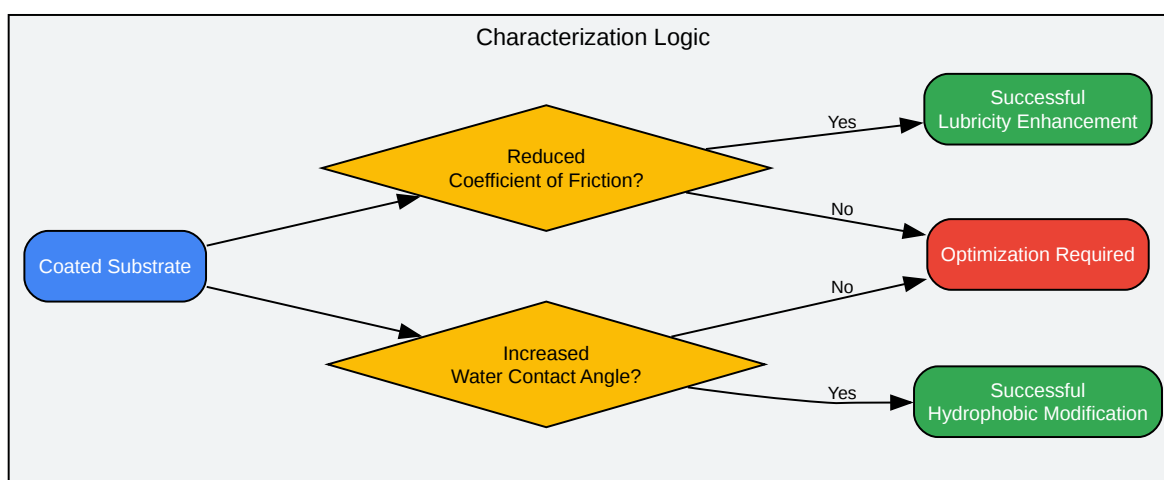 Characterization Logic
Successful
Lubricity Enhancement
Yes
Reduced
Coefficient of Friction?
No
Coated Substrate
Optimization Required
No
Increased
Water Contact Angle?
Yes
Successful
Hydrophobic Modification